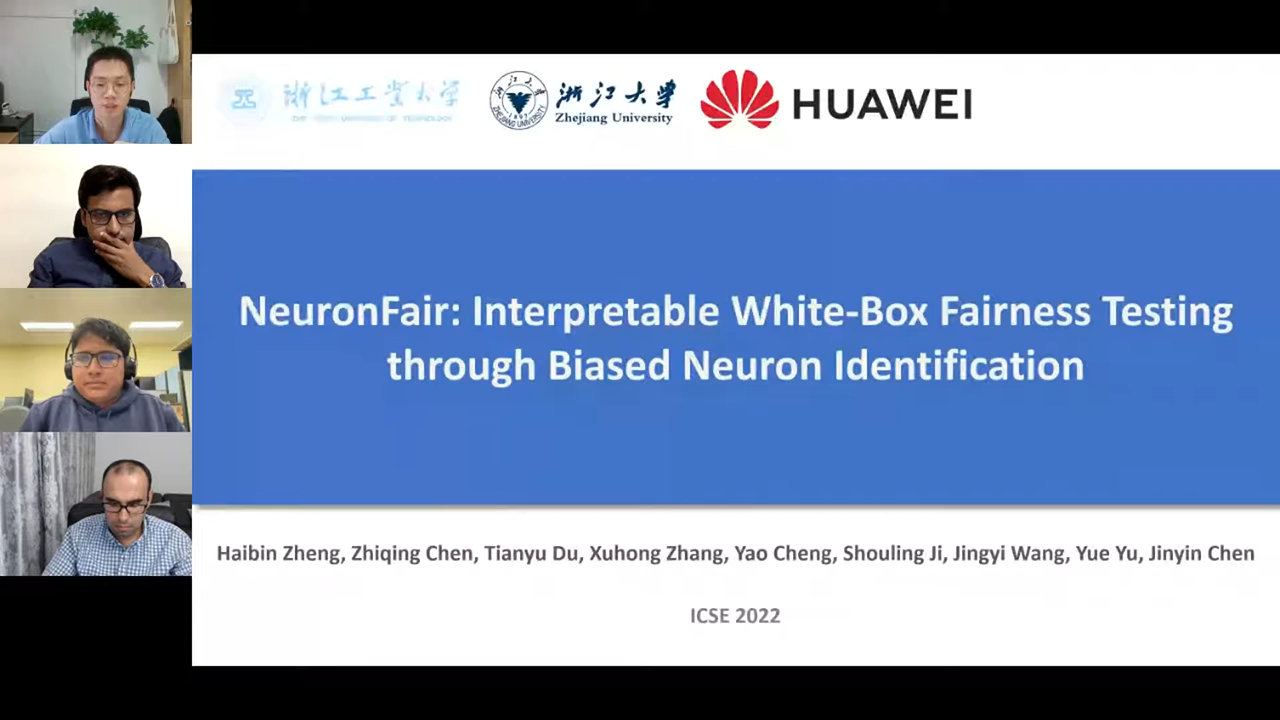 浙江工业大学
浙江大学
Zhejiang University
HUAWEI
NeuronFair: Interpretable White-Box Fairness Testing
through Biased Neuron Identification
Haibin Zheng, Zhiqing Chen, Tianyu Du, Xuhong Zhang, Yao Cheng, Shouling Ji, Jingyi Wang, Yue Yu, Jinyin Chen
ICSE 2022